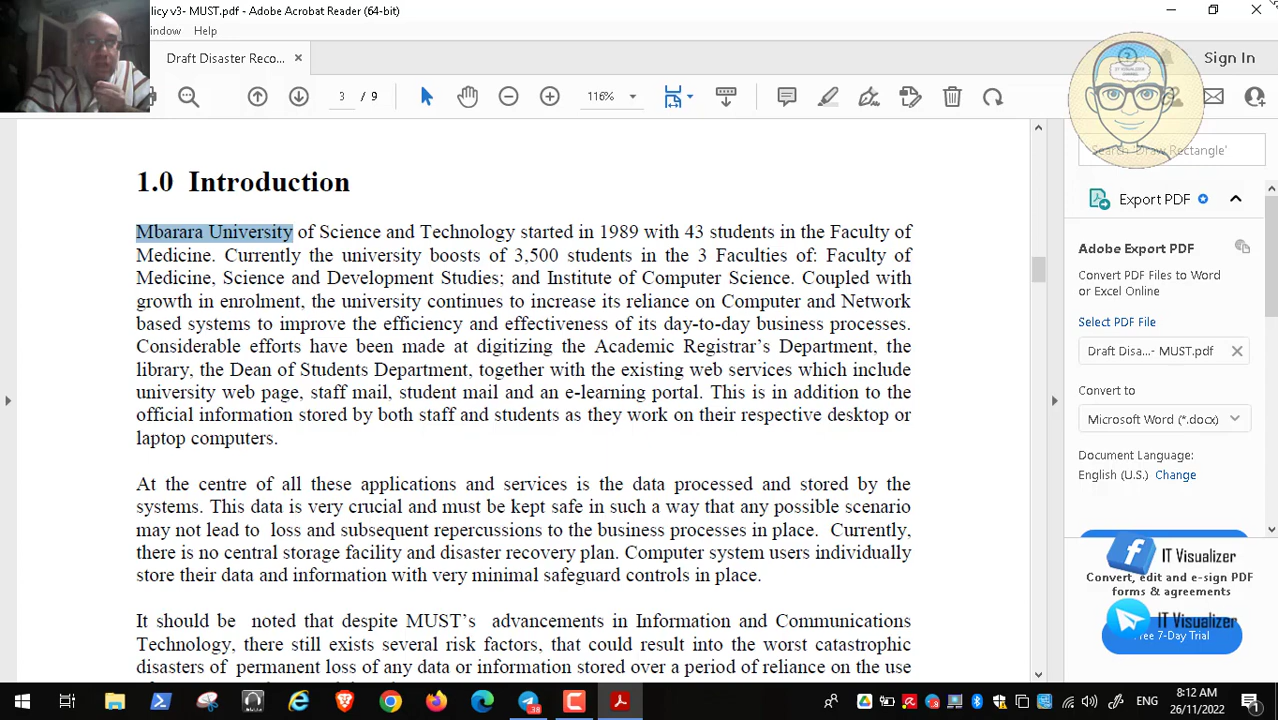 licy v3- MUST.pdf - Adobe Acrobat Reader (64-bit)
indow Help
Draft Disaster Reco...
Sign In
3 / 9
116%
IT VISUALIZER
CHANNEL
Search 'Draw Rectangle'
1.0 Introduction
Mbarara University of Science and Technology started in 1989 with 43 students in the Faculty of
Medicine. Currently the university boosts of 3,500 students in the 3 Faculties of: Faculty of
Medicine, Science and Development Studies; and Institute of Computer Science. Coupled with
growth in enrolment, the university continues to increase its reliance on Computer and Network
based systems to improve the efficiency and effectiveness of its day-to-day business processes.
Considerable efforts have been made at digitizing the Academic Registrar's Department, the
library, the Dean of Students Department, together with the existing web services which include
university web page, staff mail, student mail and an e-learning portal. This is in addition to the
official information stored by both staff and students as they work on their respective desktop or
laptop computers.
At the centre of all these applications and services is the data processed and stored by the
systems. This data is very crucial and must be kept safe in such a way that any possible scenario
may not lead to loss and subsequent repercussions to the business processes in place. Currently,
there is no central storage facility and disaster recovery plan. Computer system users individually
store their data and information with very minimal safeguard controls in place.
It should be noted that despite MUST's advancements in Information and Communications
Technology, there still exists several risk factors, that could result into the worst catastrophic
disasters of permanent loss of any data or information stored over a period of reliance on the use
Export PDF
Adobe Export PDF
Convert PDF Files to Word
or Excel Online
Select PDF File
Draft Disa...- MUST.pdf
Convert to
Microsoft Word (*.docx)
Document Language:
English (U.S.) Change
IT Visualizer
Convert, edit and e-sign PDF
forms & agreements
IT Visualizer
Free 7-Day Trial
38
ENG
8:12 AM
26/11/2022
1